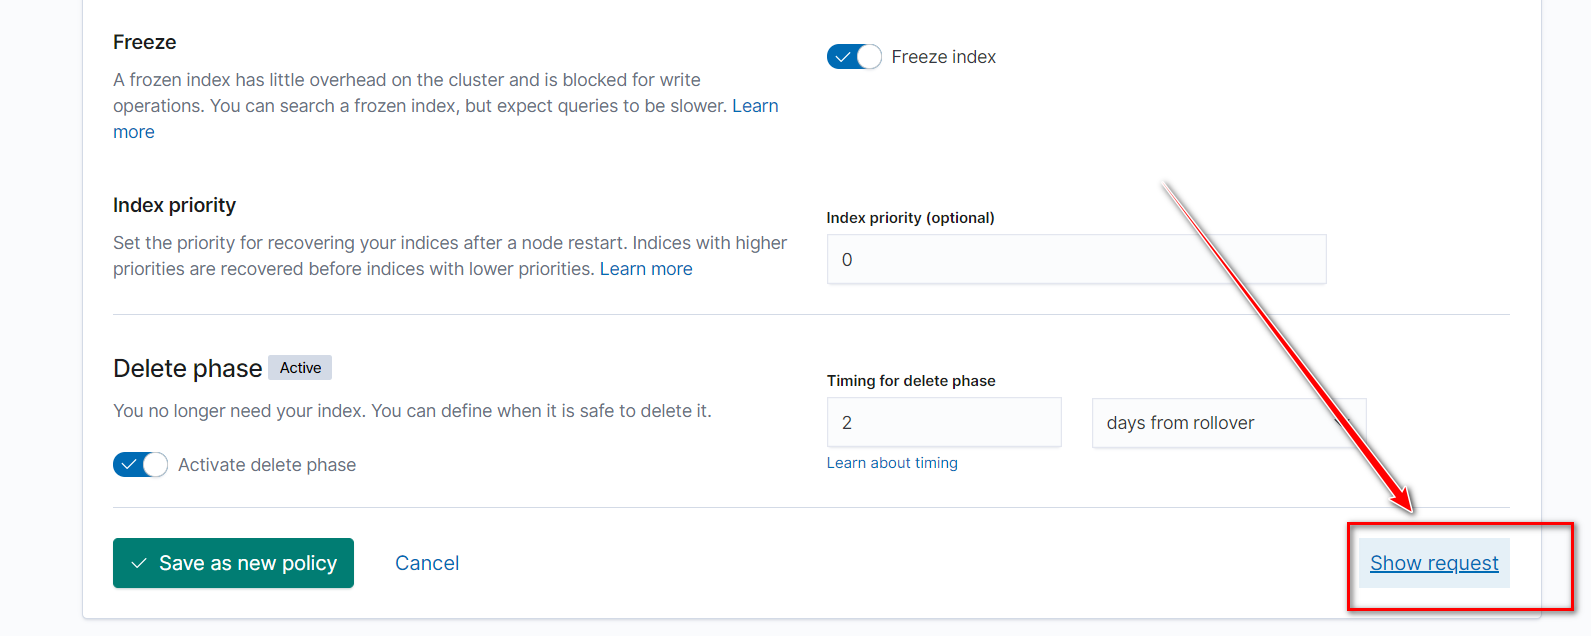 Freeze
A frozen index has little overhead on the cluster and is blocked for write
operations. You can search a frozen index, but expect queries to be slower. Learn
more
Freeze index
Index priority
Set the priority for recovering your indices after a node restart. Indices with higher
priorities are recovered before indices with lower priorities. Learn more
Index priority (optional)
0
Delete phase Active
You no longer need your index. You can define when it is safe to delete it.
Activate delete phase
Timing for delete phase
2
days from rollover
Learn about timing
Save as new policy
Cancel
Show request